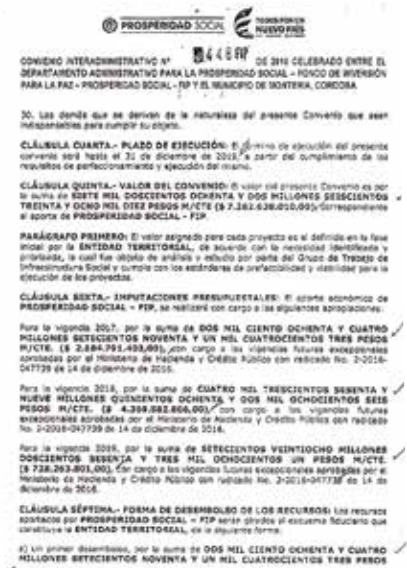 PROSPERIDAD SOCIAL TODOS POR UN NUEVO PAÍS
CONVENIO INTERADMINISTRATIVO N° 448 FIP DE 2016 CELEBRADO ENTRE EL
DEPARTAMENTO ADMINISTRATIVO PARA LA PROSPERIDAD SOCIAL – FONDO DE INVERSIÓN
PARA LA PAZ – PROSPERIDAD SOCIAL - FIP Y EL MUNICIPIO DE MONTERIA, CORDOBA
30. Las demás que se deriven de la naturaleza del presente Convenio que sean
indispensables para cumplir su objeto.
CLÁUSULA CUARTA.- PLAZO DE EJECUCIÓN: El término de ejecución del presente
convenio será hasta el 31 de diciembre de 2019, a partir del cumplimiento de los
requisitos de perfeccionamiento y ejecución del mismo.
CLÁUSULA QUINTA.- VALOR DEL CONVENIO: El valor del presente Convenio es por
la suma de SIETE MIL DOSCIENTOS OCHENTA Y DOS MILLONES SEISCIENTOS
TREINTA Y OCHO MIL DIEZ PESOS M/CTE ($ 7.282.638.010.00), correspondiente
al aporte de PROSPERIDAD SOCIAL – FIP.
PARÁGRAFO PRIMERO: El valor asignado para cada proyecto es el definido en la fase
inicial por la ENTIDAD TERRITORIAL, de acuerdo con la necesidad identificada y
priorizada, la cual fue objeto de análisis y estudio por parte del Grupo de Trabajo de
Infraestructura Social y cumple con los estándares de prefactibilidad y viabilidad para la
ejecución de los proyectos.
CLÁUSULA SEXTA.- IMPUTACIONES PRESUPUESTALES: El aporte económico de
PROSPERIDAD SOCIAL – FIP, se realizará con cargo a las siguientes apropiaciones:
Para la vigencia 2017, por la suma de DOS MIL CIENTO OCHENTA Y CUATRO
MILLONES SETECIENTOS NOVENTA Y UN MIL CUATROCIENTOS TRES PESOS
M/CTE. ($ 2.184.791.403,00), con cargo a las vigencias futuras excepcionales
aprobadas por el Ministerio de Hacienda y Crédito Público con radicado No. 2-2016-
047739 de 14 de diciembre de 2016.
Para la vigencia 2018, por la suma de CUATRO MIL TRESCIENTOS SESENTA Y
NUEVE MILLONES QUINIENTOS OCHENTA Y DOS MIL OCHOCIENTOS SEIS
PESOS M/CTE. ($ 4.369.582.806,00), con cargo a las vigencias futuras
excepcionales aprobadas por el Ministerio de Hacienda y Crédito Público con radicado
No. 2-2016-047739 de 14 de diciembre de 2016.
Para la vigencia 2019, por la suma de SETECIENTOS VEINTIOCHO MILLONES
DOSCIENTOS SESENTA Y TRES MIL OCHOCIENTOS UN PESOS M/CTE.
($ 728.263.801,00), con cargo a las vigencias futuras excepcionales aprobadas por el
Ministerio de Hacienda y Crédito Público con radicado No. 2-2016-047739 de 14 de
diciembre de 2016.
CLÁUSULA SÉPTIMA.- FORMA DE DESEMBOLSO DE LOS RECURSOS: Los recursos
aportados por PROSPERIDAD SOCIAL – FIP serán girados al esquema fiduciario que
constituya la ENTIDAD TERRITORIAL, de la siguiente forma:
a) Un primer desembolso, por la suma de DOS MIL CIENTO OCHENTA Y CUATRO
MILLONES SETECIENTOS NOVENTA Y UN MIL CUATROCIENTOS TRES PESOS